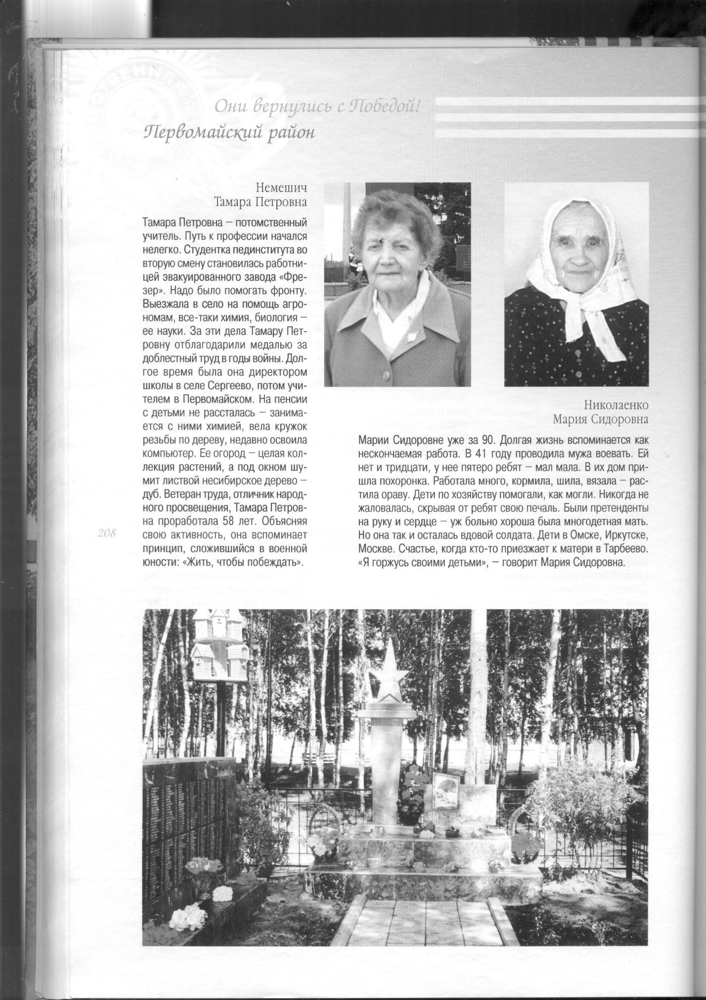 Они вернулись с Победой!
Первомайский район
Немешич
Тамара Петровна
Тамара Петровна – потомственный
учитель. Путь к профессии начался
нелегко. Студентка пединститута во
вторую смену становилась работни-
цей эвакуированного завода «Фре-
зер». Надо было помогать фронту.
Выезжала в село на помощь агро-
номам, все-таки химия, биология –
ее науки. За эти дела Тамару Пет-
ровну отблагодарили медалью за
доблестный труд в годы войны. Дол-
гое время была она директором
школы в селе Сергеево, потом учи-
телем в Первомайском. На пенсии
с детьми не рассталась – занима-
ется с ними химией, вела кружок
резьбы по дереву, недавно освоила
компьютер. Ее огород – целая кол-
лекция растений, а под окном шу-
мит листвой несибирское дерево –
дуб. Ветеран труда, отличник народ-
ного просвещения, Тамара Петров-
на проработала 58 лет. Объясняя
свою активность, она вспоминает
принцип, сложившийся в военной
юности: «Жить, чтобы побеждать».
Николаенко
Мария Сидоровна
Марии Сидоровне уже за 90. Долгая жизнь вспоминается как
нескончаемая работа. В 41 году проводила мужа воевать. Ей
нет и тридцати, у нее пятеро ребят – мал мала. В их дом при-
шла похоронка. Работала много, кормила, шила, вязала – рас-
тила ораву. Дети по хозяйству помогали, как могли. Никогда не
жаловалась, скрывая от ребят свою печаль. Были претенденты
на руку и сердце – уж больно хороша была многодетная мать.
Но она так и осталась вдовой солдата. Дети в Омске, Иркутске,
Москве. Счастье, когда кто-то приезжает к матери в Тарбеево.
«Я горжусь своими детьми», – говорит Мария Сидоровна.
208